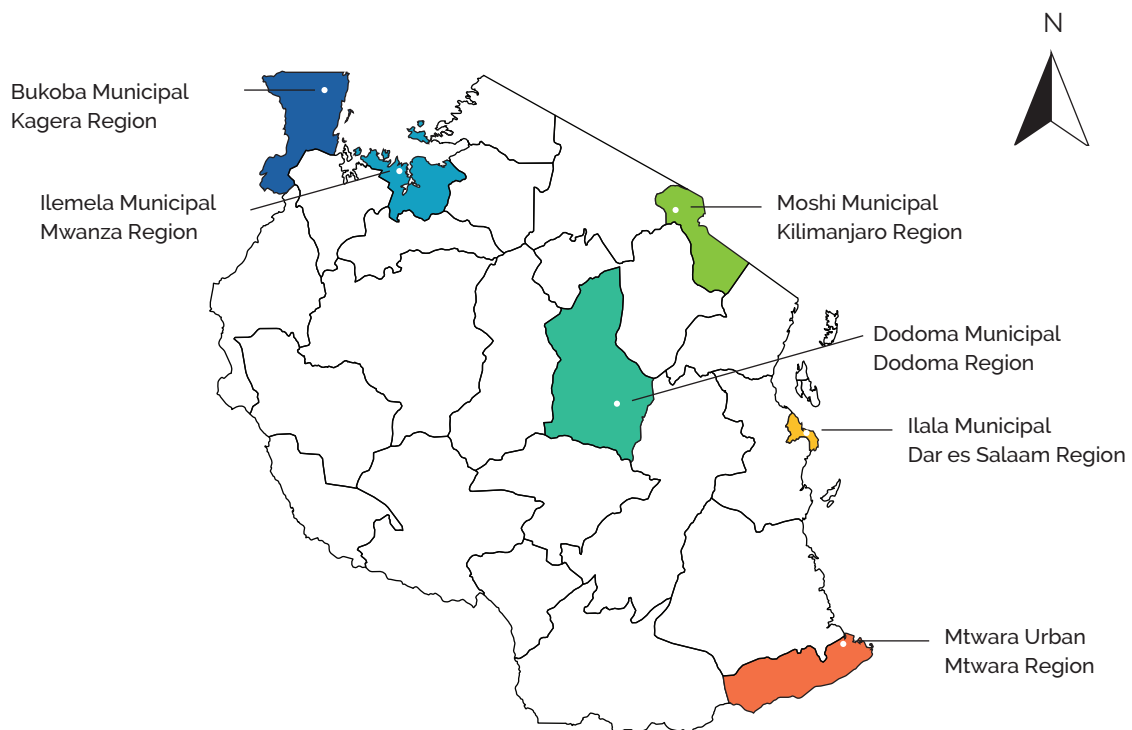 N
Bukoba Municipal
Kagera Region
Ilemela Municipal
Mwanza Region
Moshi Municipal
Kilimanjaro Region
Dodoma Municipal
Dodoma Region
Ilala Municipal
Dar es Salaam Region
Mtwara Urban
Mtwara Region